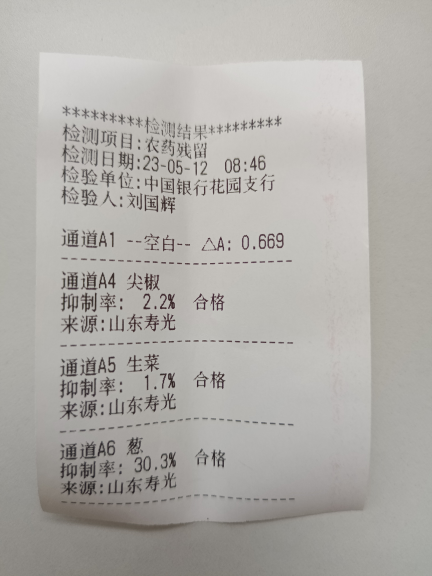 *********检测结果*********
检测项目:农药残留
检测日期:23-05-12 08:46
检验单位:中国银行花园支行
检验人:刘国辉
通道A1 --空白-- △A: 0.669
通道A4 尖椒
抑制率: 2.2% 合格
来源:山东寿光
通道A5 生菜
抑制率: 1.7% 合格
来源:山东寿光
通道A6 葱
抑制率: 30.3% 合格
来源:山东寿光